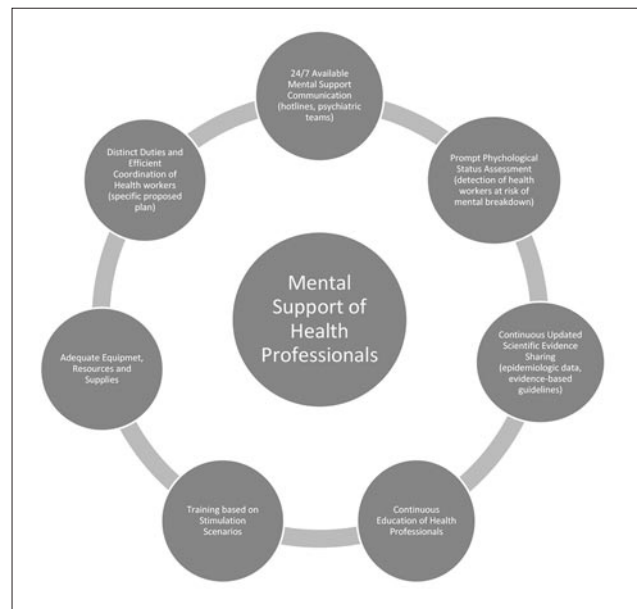 24/7 Available
Mental Support
Communication
(hotlines, psychiatric
teams)
Prompt Phychological
Status Assessment
(detection of health
workers at risk of
mental breakdown)
Continuous Updated
Scientific Evidence
Sharing
(epidemiologic data,
evidence-based
guidelines)
Continuous
Education of Health
Professionals
Training based on
Stimulation
Scenarios
Adequate Equipmet,
Resources and
Supplies
Distinct Duties and
Efficient
Coordination of
Health workers
(specific proposed
plan)
Mental
Support of
Health
Professionals